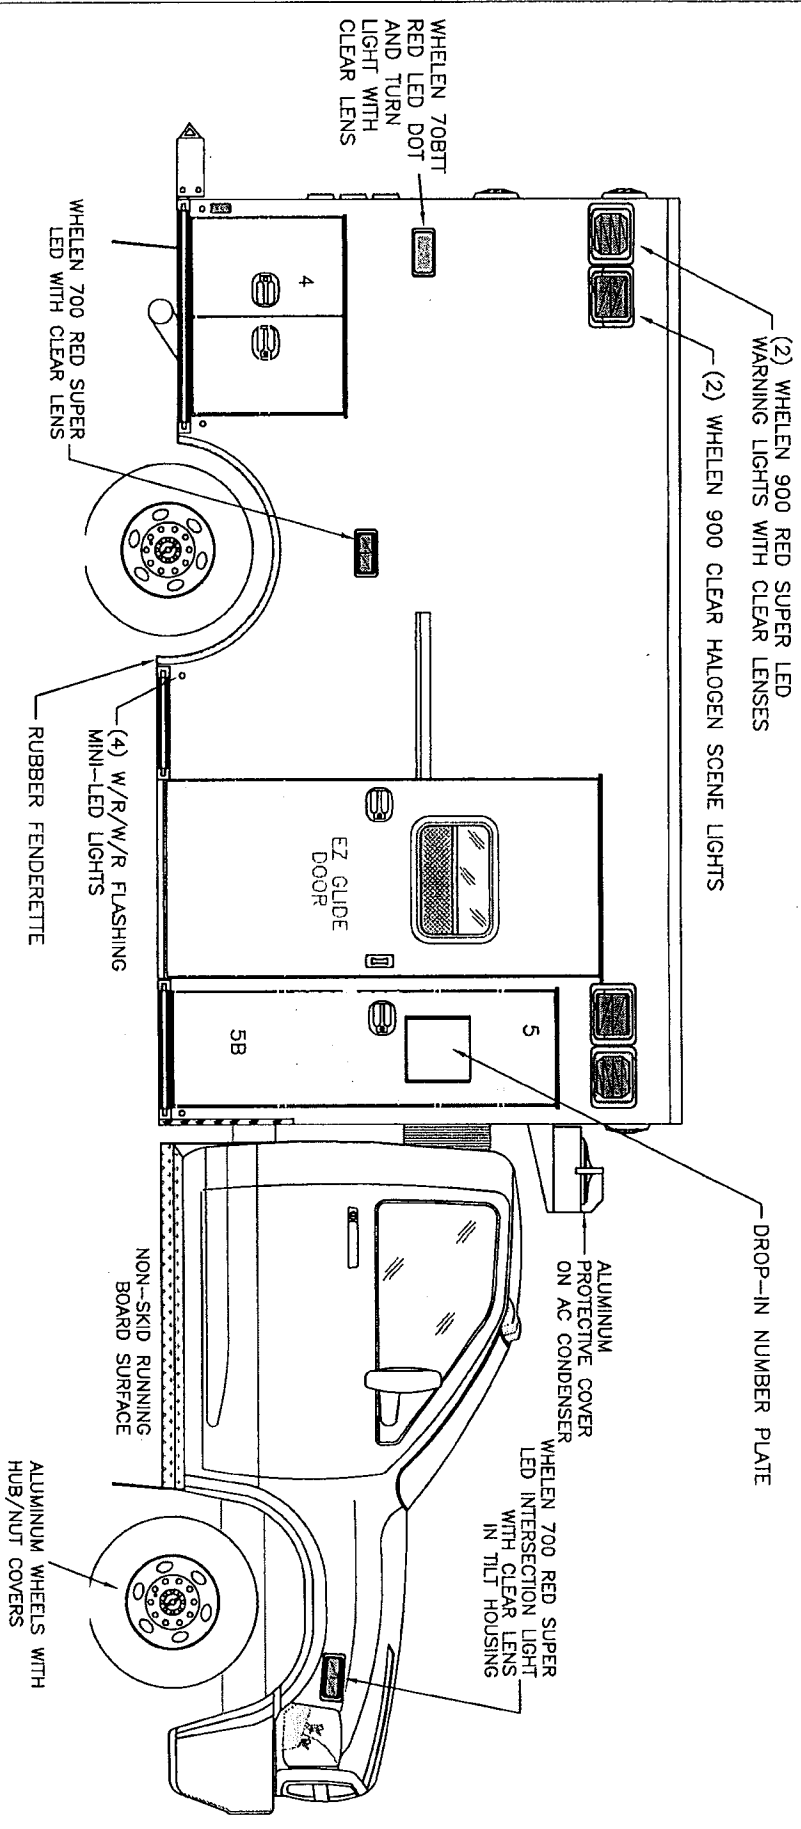 (2) WHELEN 900 RED SUPER LED
WARNING LIGHTS WITH CLEAR LENSES
(2) WHELEN 900 CLEAR HALOGEN SCENE LIGHTS
DROP-IN NUMBER PLATE
WHELEN 70BTT
RED LED DOT
AND TURN
LIGHT WITH
CLEAR LENS
ALUMINUM
PROTECTIVE COVER
ON AC CONDENSER
WHELEN 700 RED SUPER
LED INTERSECTION LIGHT
WITH CLEAR LENS
IN TILT HOUSING
4
EZ GLIDE
DOOR
5
5B
WHELEN 700 RED SUPER
LED WITH CLEAR LENS
(4) W/R/W/R FLASHING
MINI-LED LIGHTS
RUBBER FENDERETTE
NON-SKID RUNNING
BOARD SURFACE
ALUMINUM WHEELS WITH
HUB/NUT COVERS